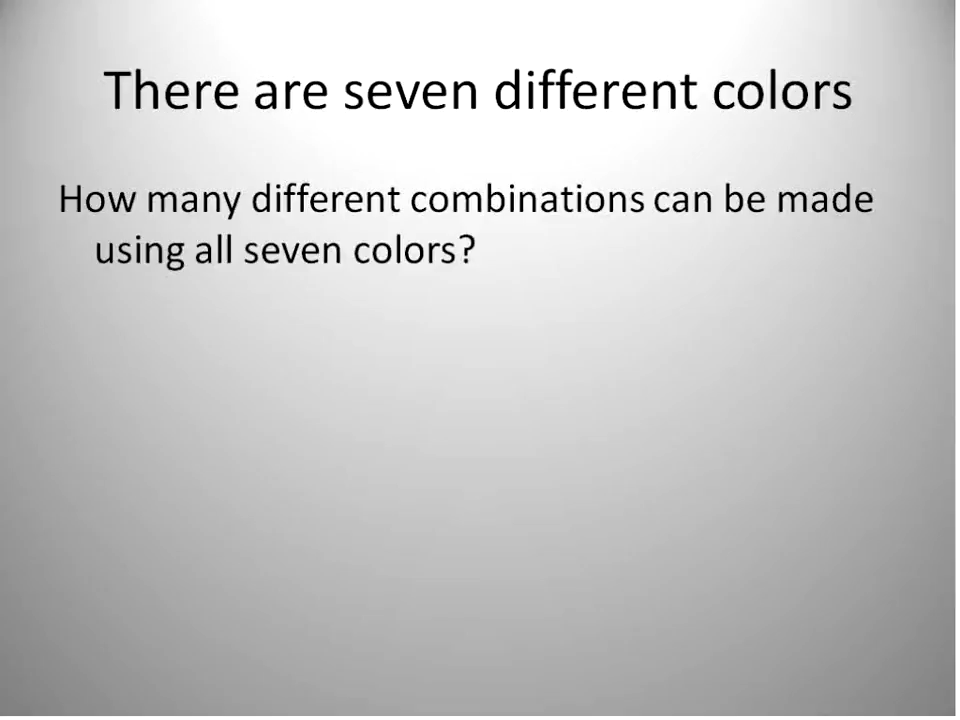 There are seven different colors
How many different combinations can be made
using all seven colors?